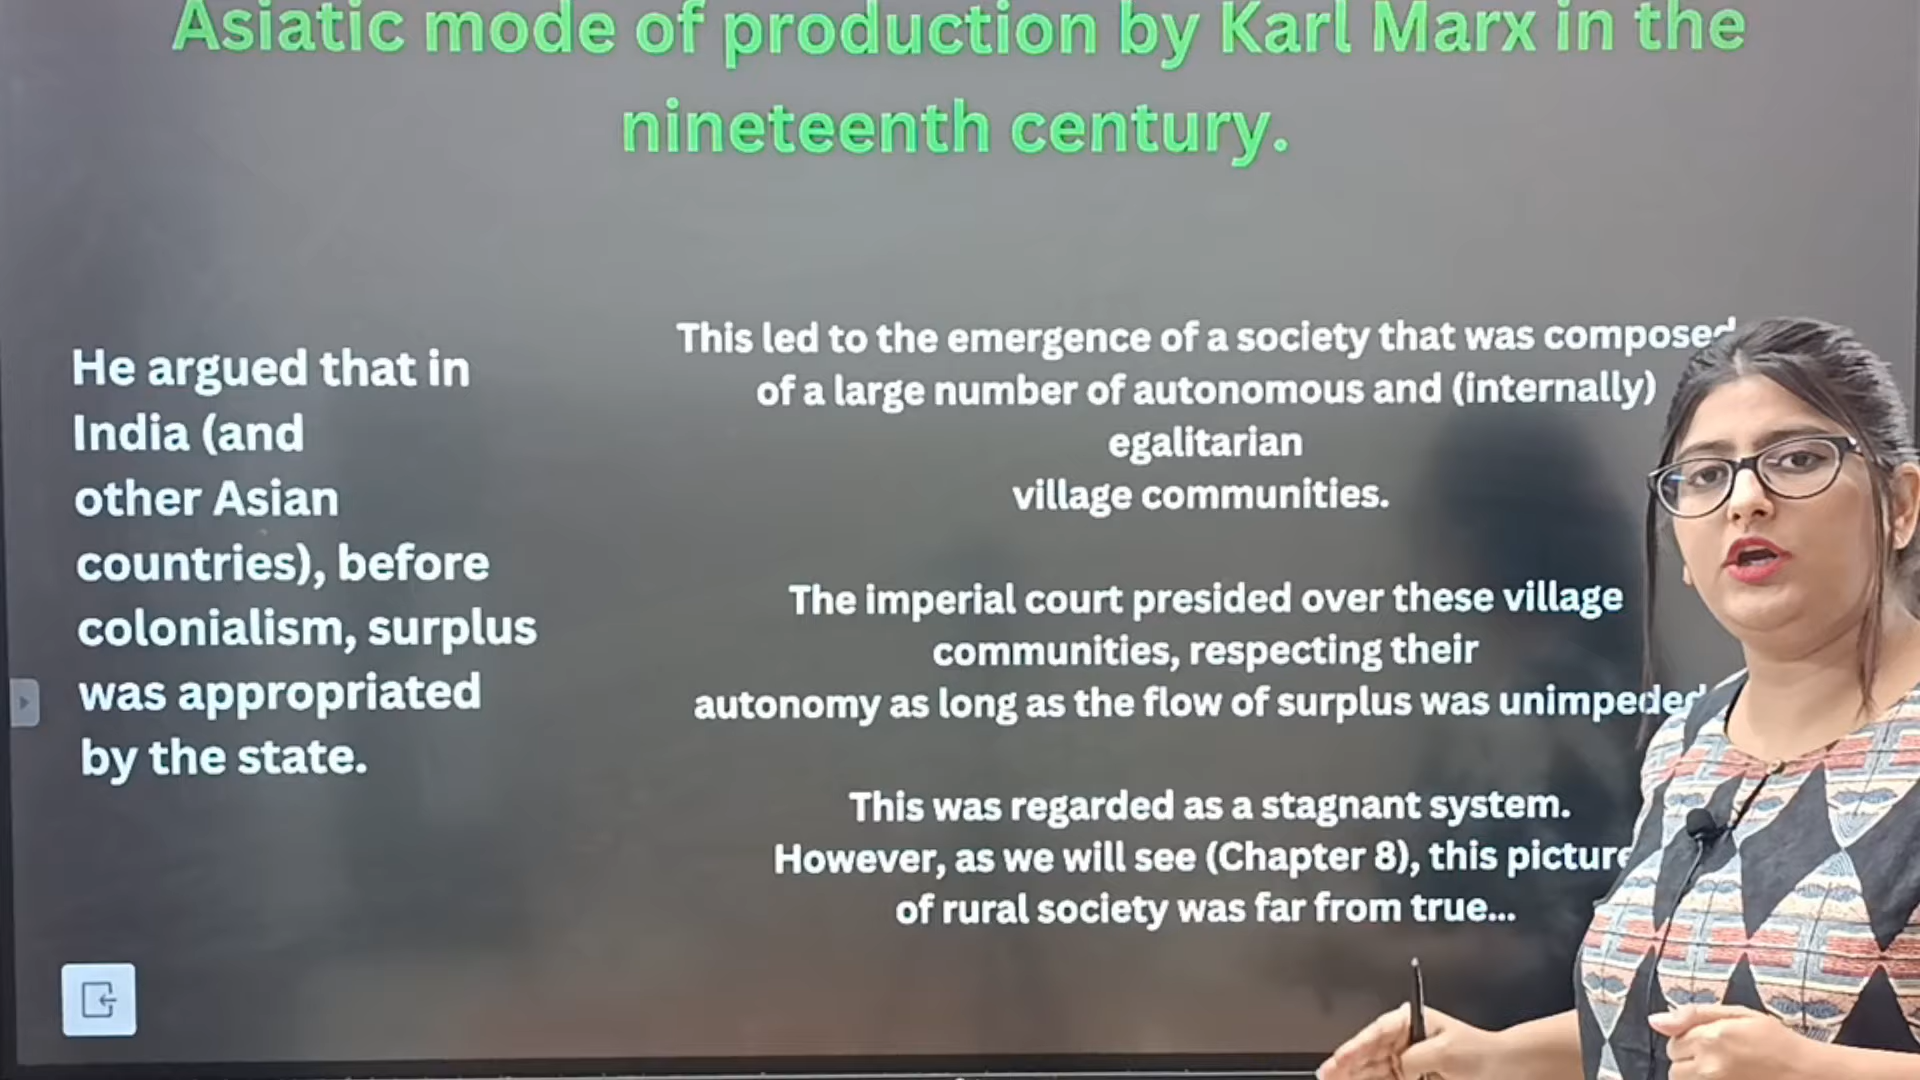 Asiatic mode of production by Karl Marx in the
nineteenth century.
He argued that in
India (and
other Asian
countries), before
colonialism, surplus
was appropriated
by the state.
This led to the emergence of a society that was composed
of a large number of autonomous and (internally)
egalitarian
village communities.
The imperial court presided over these village
communities, respecting their
autonomy as long as the flow of surplus was unimpeded
This was regarded as a stagnant system.
However, as we will see (Chapter 8), this picture
of rural society was far from true...